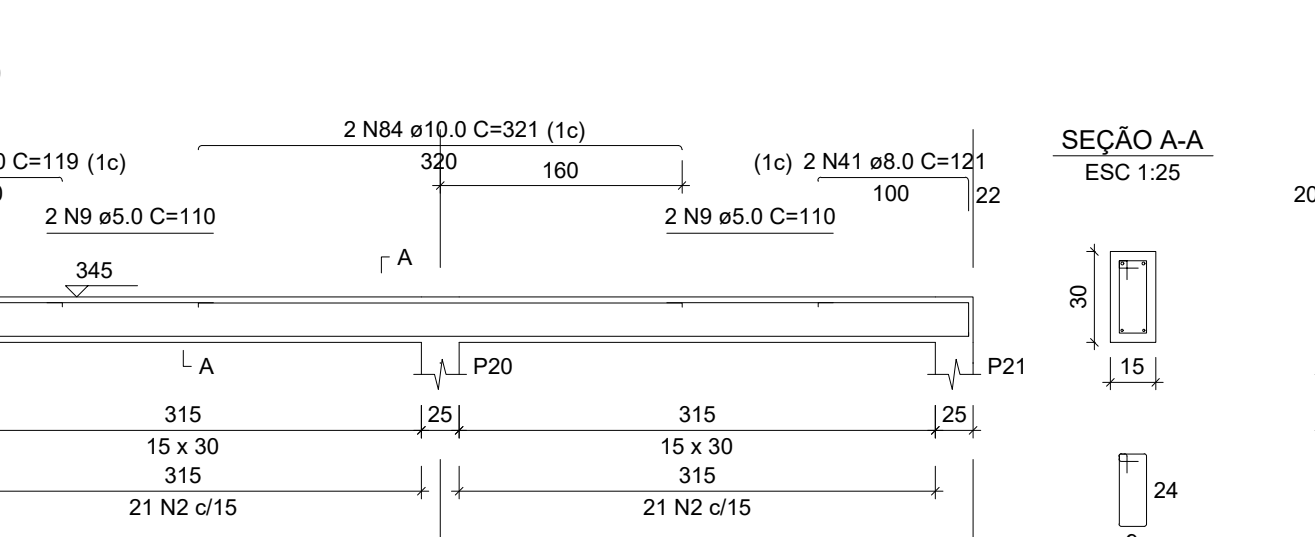 2 N84 ø10.0 C=321 (1c)
SEÇÃO A-A
0 C=119 (1c)
320
160
(1c) 2 N41 ø8.0 C=121
ESC 1:25
100
22
20
2 N9 ø5.0 C=110
2 N9 ø5.0 C=110
A
345
30
A
P20
P21
15
315
25
315
25
15 x 30
15 x 30
315
315
24
21 N2 c/15
21 N2 c/15